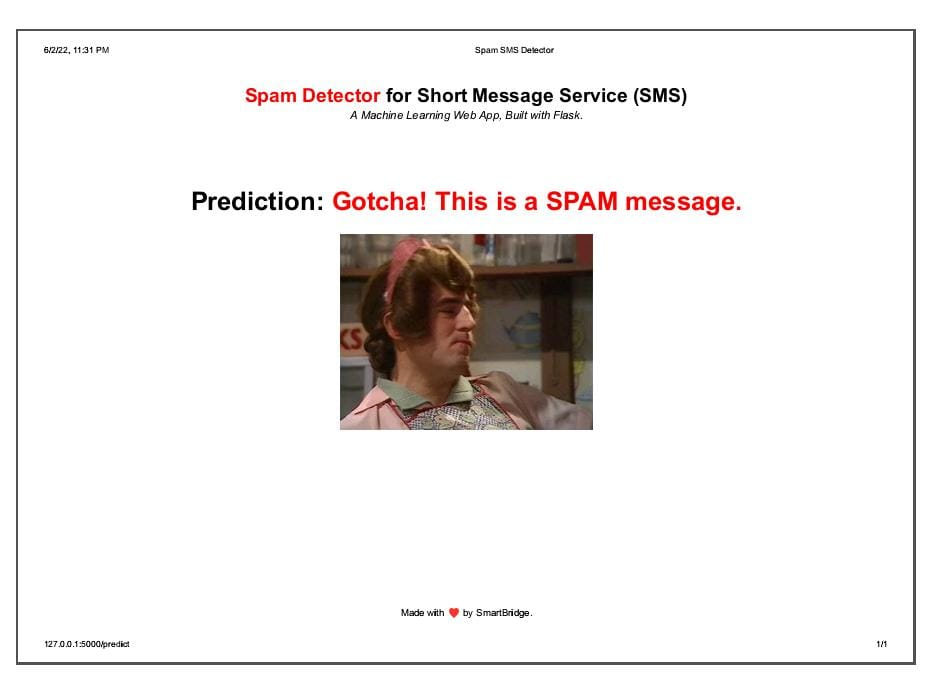 6/2/22, 11:31 PM Spam SMS Detector
Spam Detector for Short Message Service (SMS)
A Machine Learning Web App, Built with Flask.
Prediction: Gotcha! This is a SPAM message.
KS
Made with ❤ by SmartBridge.
127.0.0.1:5000/predict 1/1